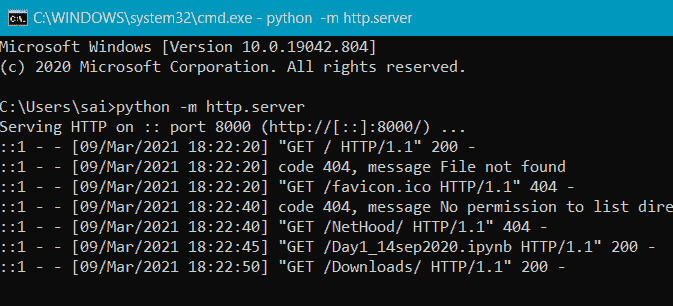 C:\WINDOWS\system32\cmd.exe - python  -m http.server
Microsoft Windows [Version 10.0.19042.804]
(c) 2020 Microsoft Corporation. All rights reserved.
C:\Users\sai>python -m http.server
Serving HTTP on :: port 8000 (http://[::]:8000/) ...
::1 - - [09/Mar/2021 18:22:20] "GET / HTTP/1.1" 200 -
::1 - - [09/Mar/2021 18:22:20] code 404, message File not found
::1 - - [09/Mar/2021 18:22:20] "GET /favicon.ico HTTP/1.1" 404 -
::1 - - [09/Mar/2021 18:22:40] code 404, message No permission to list dire
::1 - - [09/Mar/2021 18:22:40] "GET /NetHood/ HTTP/1.1" 404 -
::1 - - [09/Mar/2021 18:22:45] "GET /Day1_14sep2020.ipynb HTTP/1.1" 200 -
::1 - - [09/Mar/2021 18:22:50] "GET /Downloads/ HTTP/1.1" 200 -